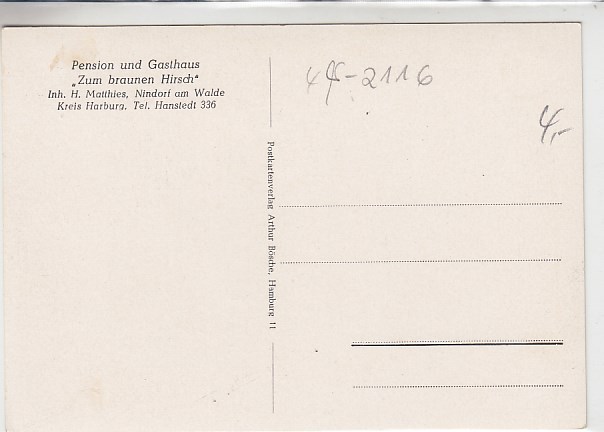 Pension und Gasthaus
„Zum braunen Hirsch“
Inh. H. Matthies, Nindorf am Walde
Kreis Harburg, Tel. Hanstedt 336
Postkartenverlag Arthur Bösche, Hamburg 11
-2116
4,-